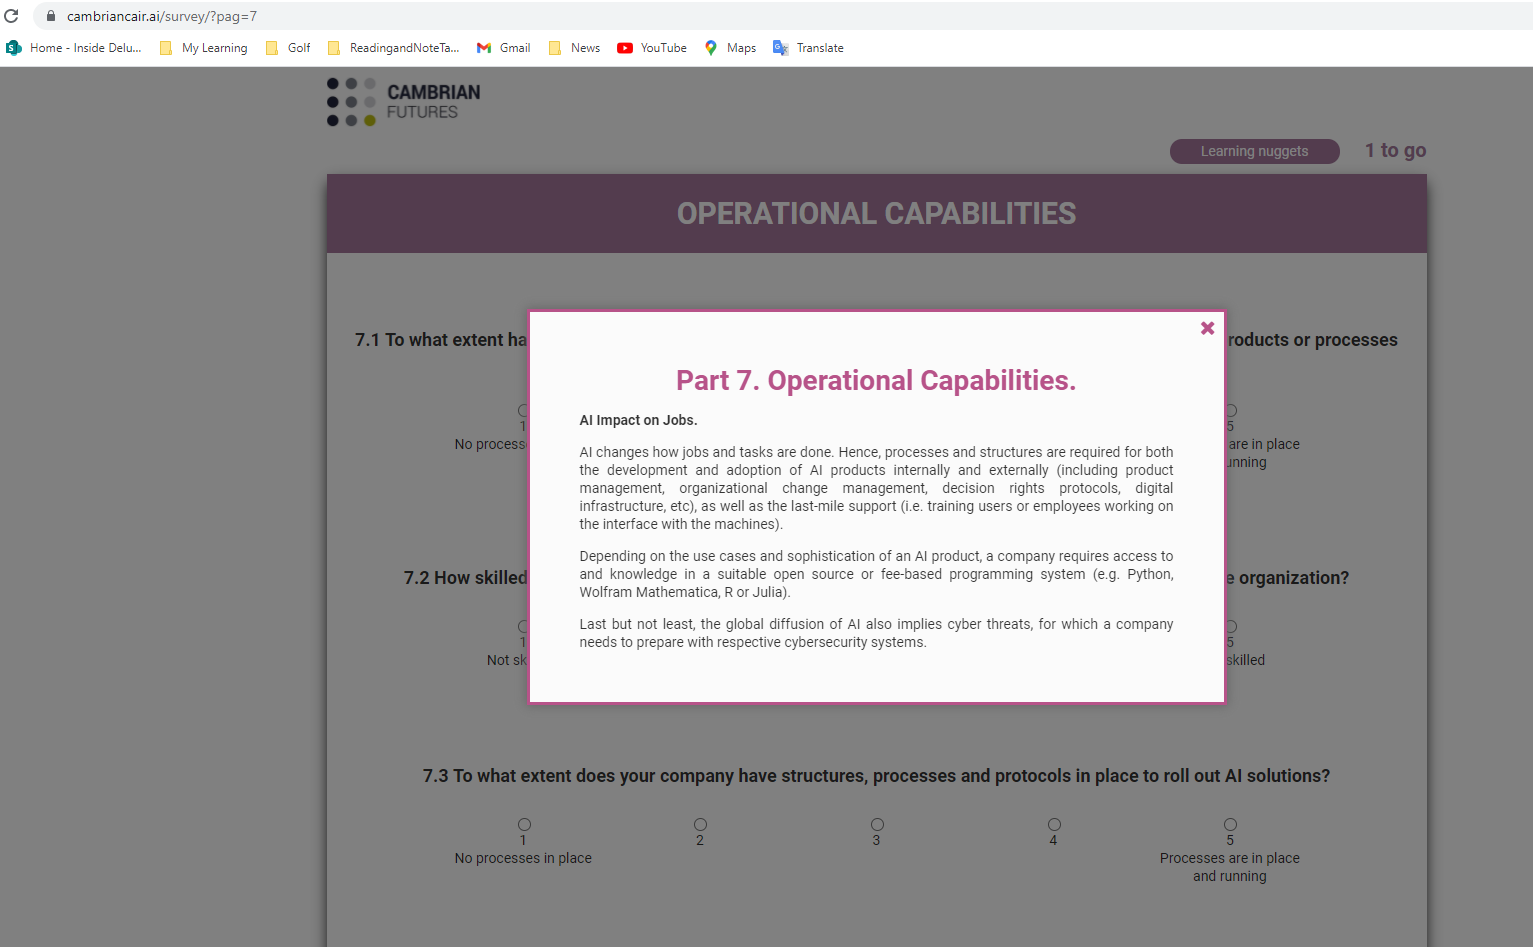 cambriancair.ai/survey/?pag=7
Home - Inside Delu... My Learning Golf ReadingandNoteTa... Gmail News YouTube Maps Translate
CAMBRIAN
FUTURES
Learning nuggets 1 to go
OPERATIONAL CAPABILITIES
7.1 To what extent ha
roducts or processes
1
No process
5
are in place
unning
Part 7. Operational Capabilities.
AI Impact on Jobs.
AI changes how jobs and tasks are done. Hence, processes and structures are required for both
the development and adoption of AI products internally and externally (including product
management, organizational change management, decision rights protocols, digital
infrastructure, etc), as well as the last-mile support (i.e. training users or employees working on
the interface with the machines).
Depending on the use cases and sophistication of an AI product, a company requires access to
and knowledge in a suitable open source or fee-based programming system (e.g. Python,
Wolfram Mathematica, R or Julia).
Last but not least, the global diffusion of AI also implies cyber threats, for which a company
needs to prepare with respective cybersecurity systems.
7.2 How skilled
e organization?
1
Not sk
5
skilled
7.3 To what extent does your company have structures, processes and protocols in place to roll out AI solutions?
1 2 3 4 5
No processes in place Processes are in place
and running